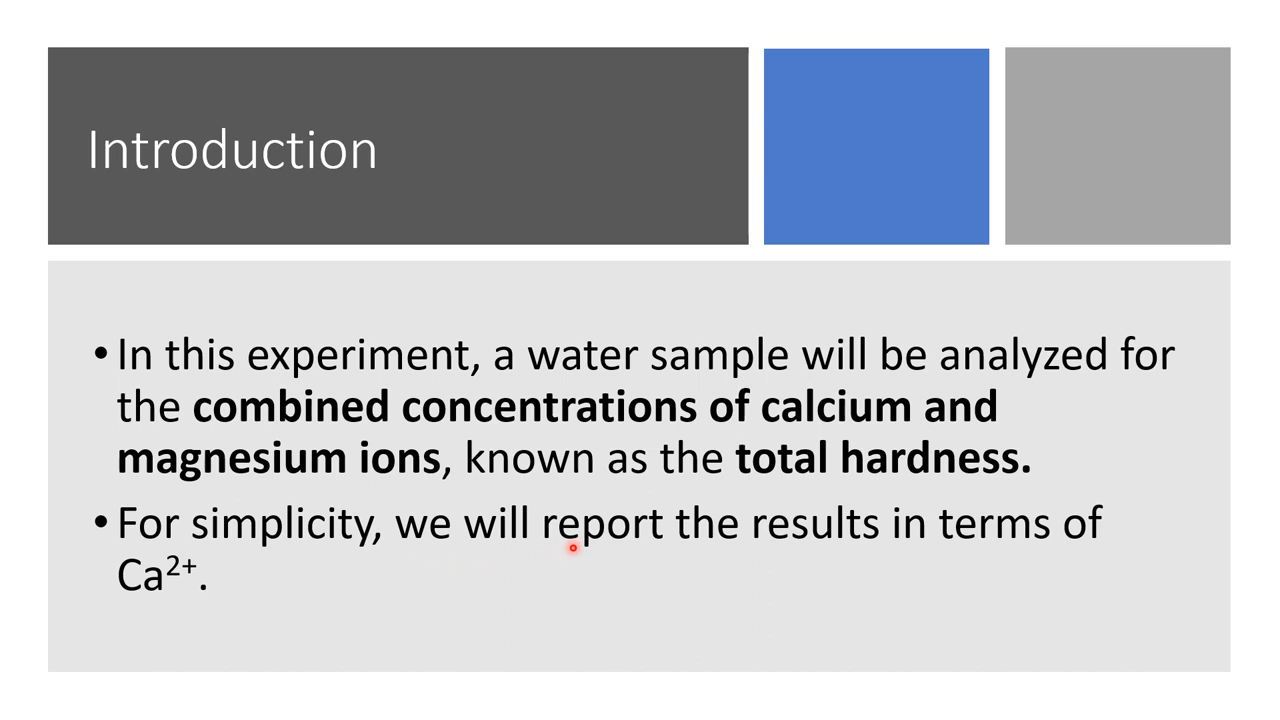 Introduction
• In this experiment, a water sample will be analyzed for
the combined concentrations of calcium and
magnesium ions, known as the total hardness.
• For simplicity, we will report the results in terms of
Ca²⁺.